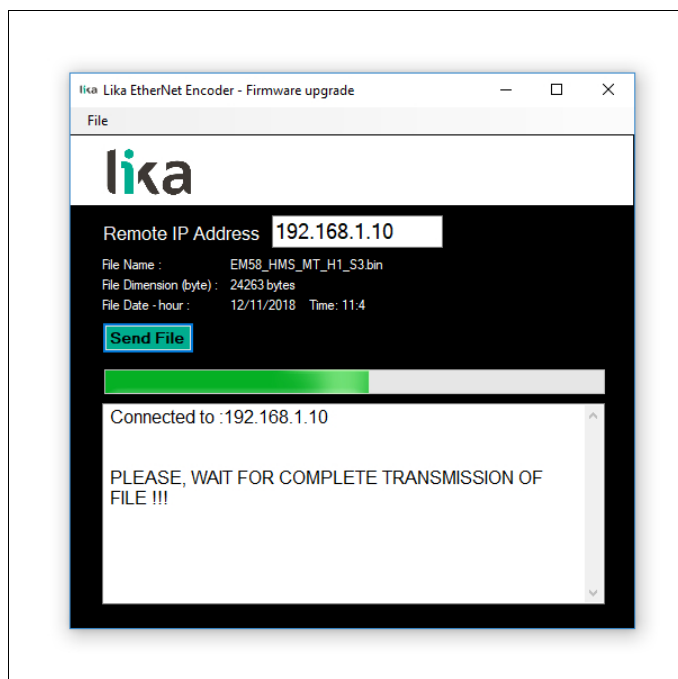 lika Lika EtherNet Encoder - Firmware upgrade
File
lika
Remote IP Address 192.168.1.10
File Name : EM58_HMS_MT_H1_S3.bin
File Dimension (byte) : 24263 bytes
File Date - hour : 12/11/2018 Time: 11:4
Send File
Connected to :192.168.1.10
PLEASE, WAIT FOR COMPLETE TRANSMISSION OF
FILE !!!